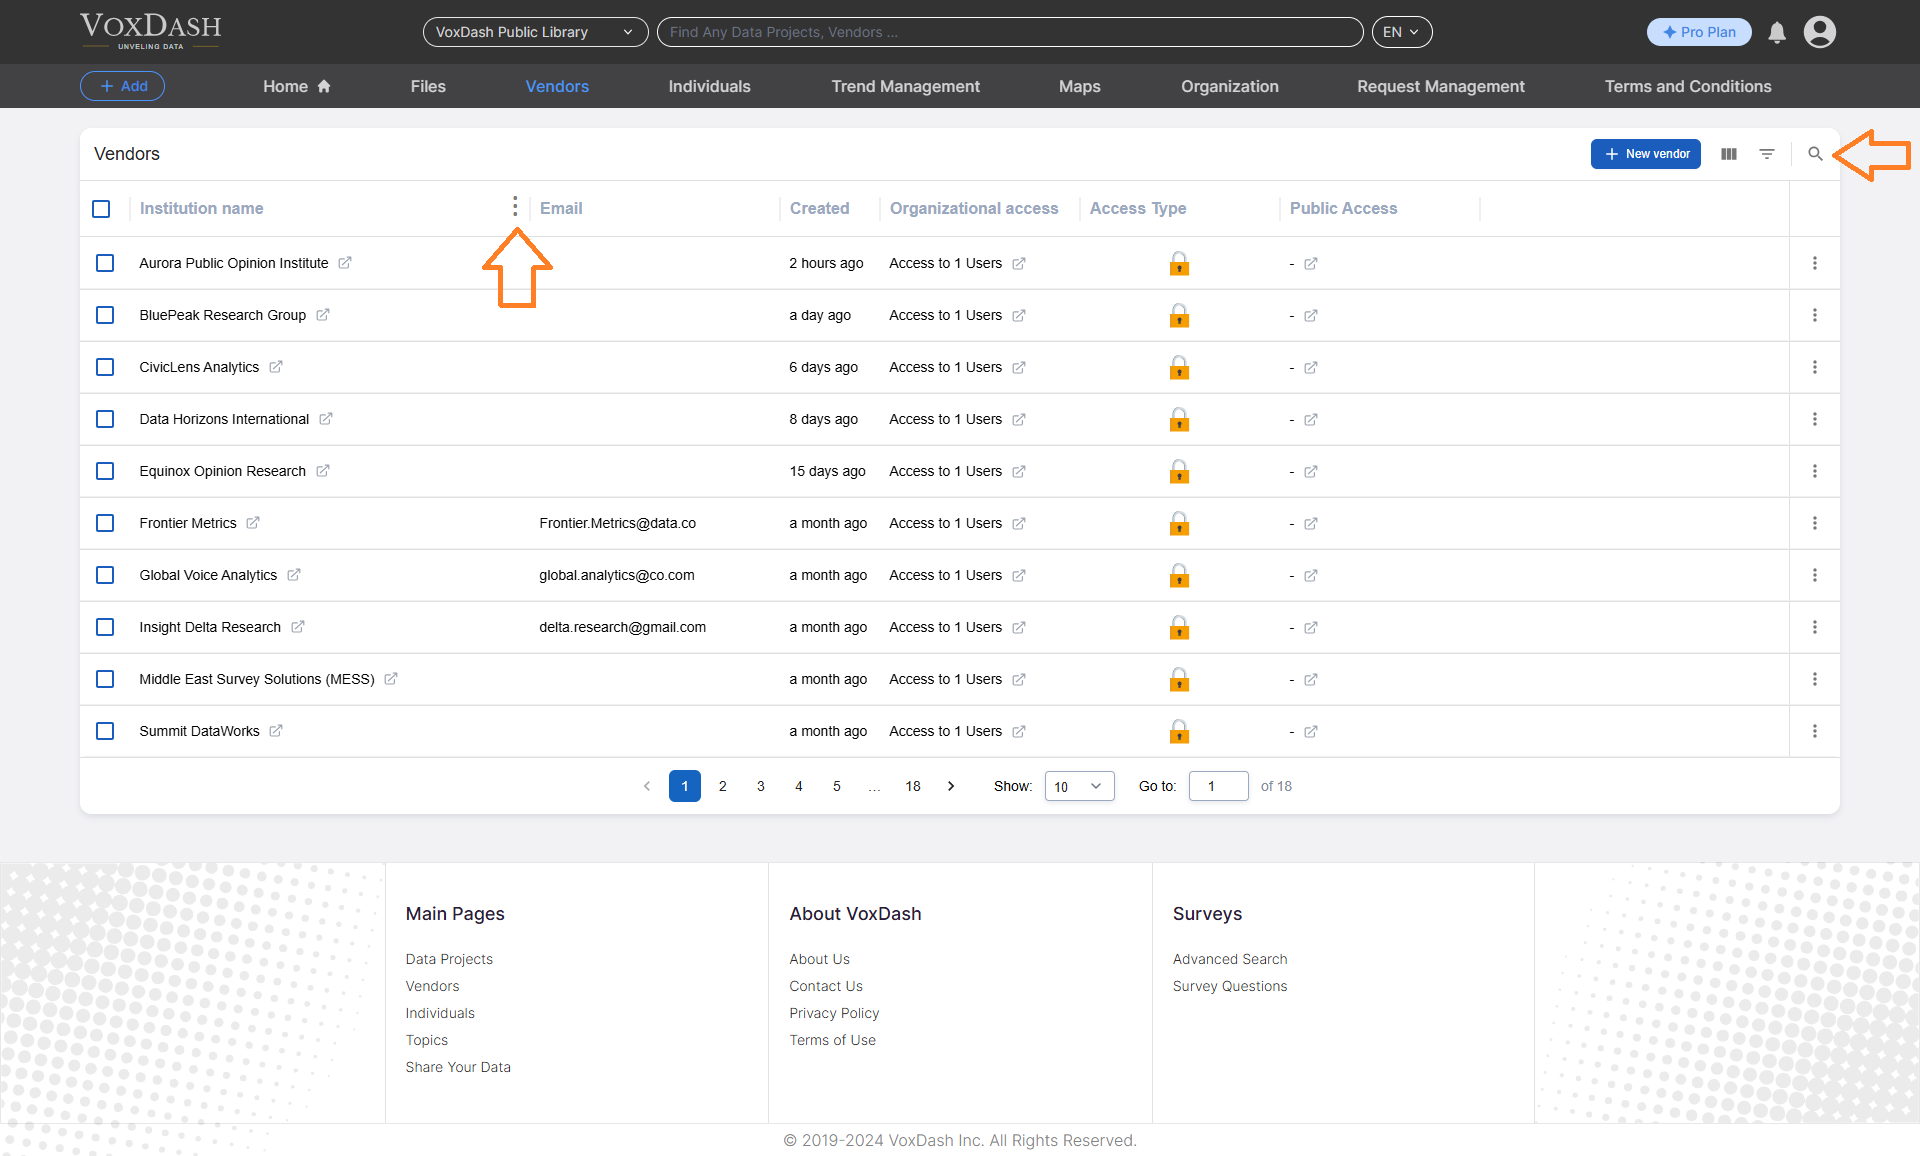 VOXDASH
UNVELING DATA
VoxDash Public Library
Find Any Data Projects, Vendors ...
EN
Pro Plan
+ Add
Home
Files
Vendors
Individuals
Trend Management
Maps
Organization
Request Management
Terms and Conditions
Vendors
+ New vendor
Institution name Email Created Organizational access Access Type Public Access
Aurora Public Opinion Institute 2 hours ago Access to 1 Users -
BluePeak Research Group a day ago Access to 1 Users -
CivicLens Analytics 6 days ago Access to 1 Users -
Data Horizons International 8 days ago Access to 1 Users -
Equinox Opinion Research 15 days ago Access to 1 Users -
Frontier Metrics Frontier.Metrics@data.co a month ago Access to 1 Users -
Global Voice Analytics global.analytics@co.com a month ago Access to 1 Users -
Insight Delta Research delta.research@gmail.com a month ago Access to 1 Users -
Middle East Survey Solutions (MESS) a month ago Access to 1 Users -
Summit DataWorks a month ago Access to 1 Users -
1 2 3 4 5 ... 18 Show: 10 Go to: 1 of 18
Main Pages
Data Projects
Vendors
Individuals
Topics
Share Your Data
About VoxDash
About Us
Contact Us
Privacy Policy
Terms of Use
Surveys
Advanced Search
Survey Questions
© 2019-2024 VoxDash Inc. All Rights Reserved.